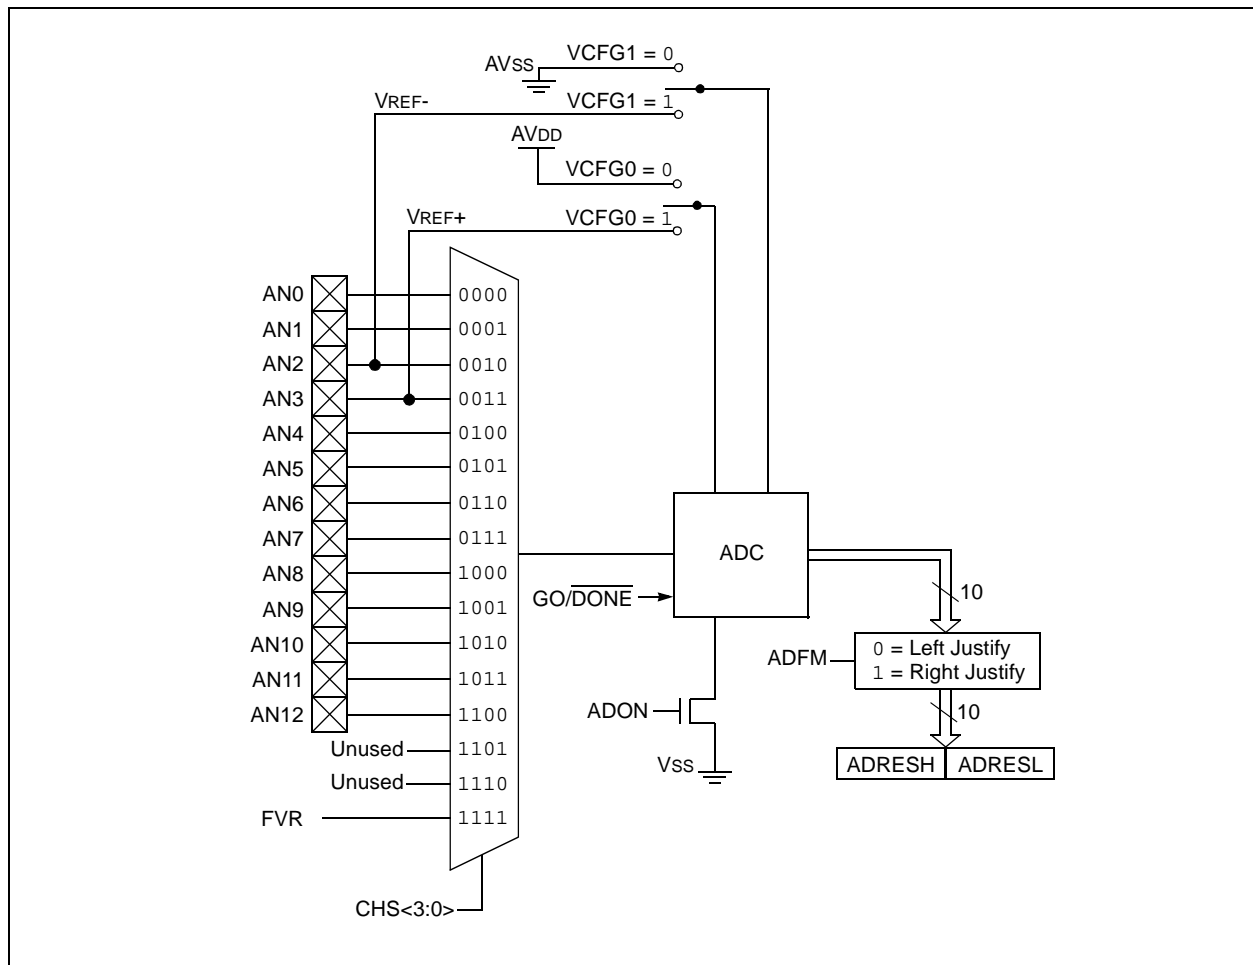 AVSS
VCFG1 = 0
VREF-
VCFG1 = 1
AVDD
VCFG0 = 0
VREF+
VCFG0 = 1
AN0 0000
AN1 0001
AN2 0010
AN3 0011
AN4 0100
AN5 0101
AN6 0110
AN7 0111
AN8 1000
AN9 1001
AN10 1010
AN11 1011
AN12 1100
Unused 1101
Unused 1110
FVR 1111
CHS<3:0>
ADC
GO/DONE
10
ADFM
0 = Left Justify
1 = Right Justify
10
ADON
VSS
ADRESH ADRESL